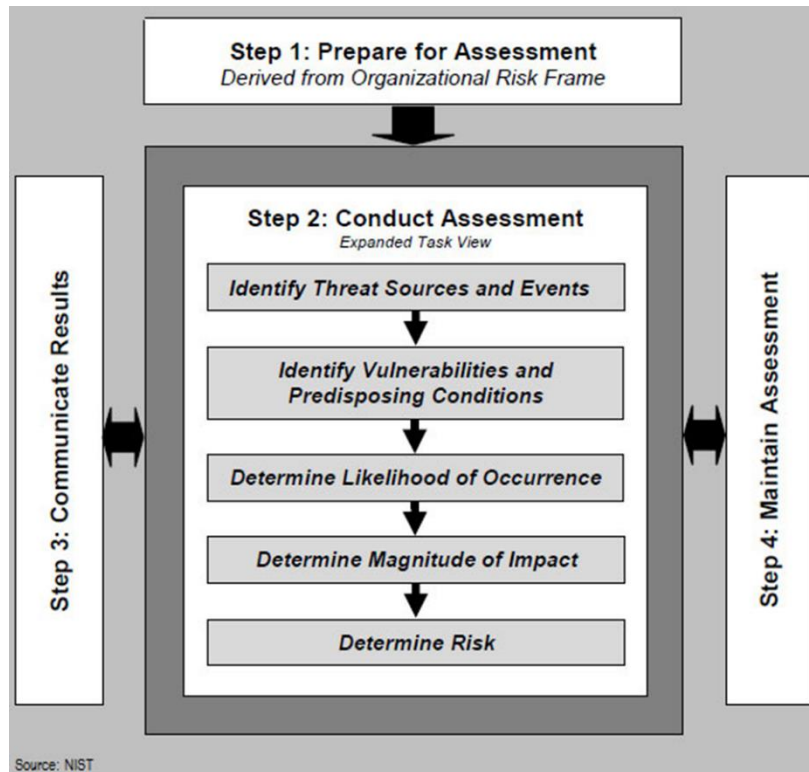 Step 1: Prepare for Assessment
Derived from Organizational Risk Frame
Step 2: Conduct Assessment
Expanded Task View
Identify Threat Sources and Events
Identify Vulnerabilities and
Predisposing Conditions
Determine Likelihood of Occurrence
Determine Magnitude of Impact
Determine Risk
Step 3: Communicate Results
Step 4: Maintain Assessment
Source: NIST